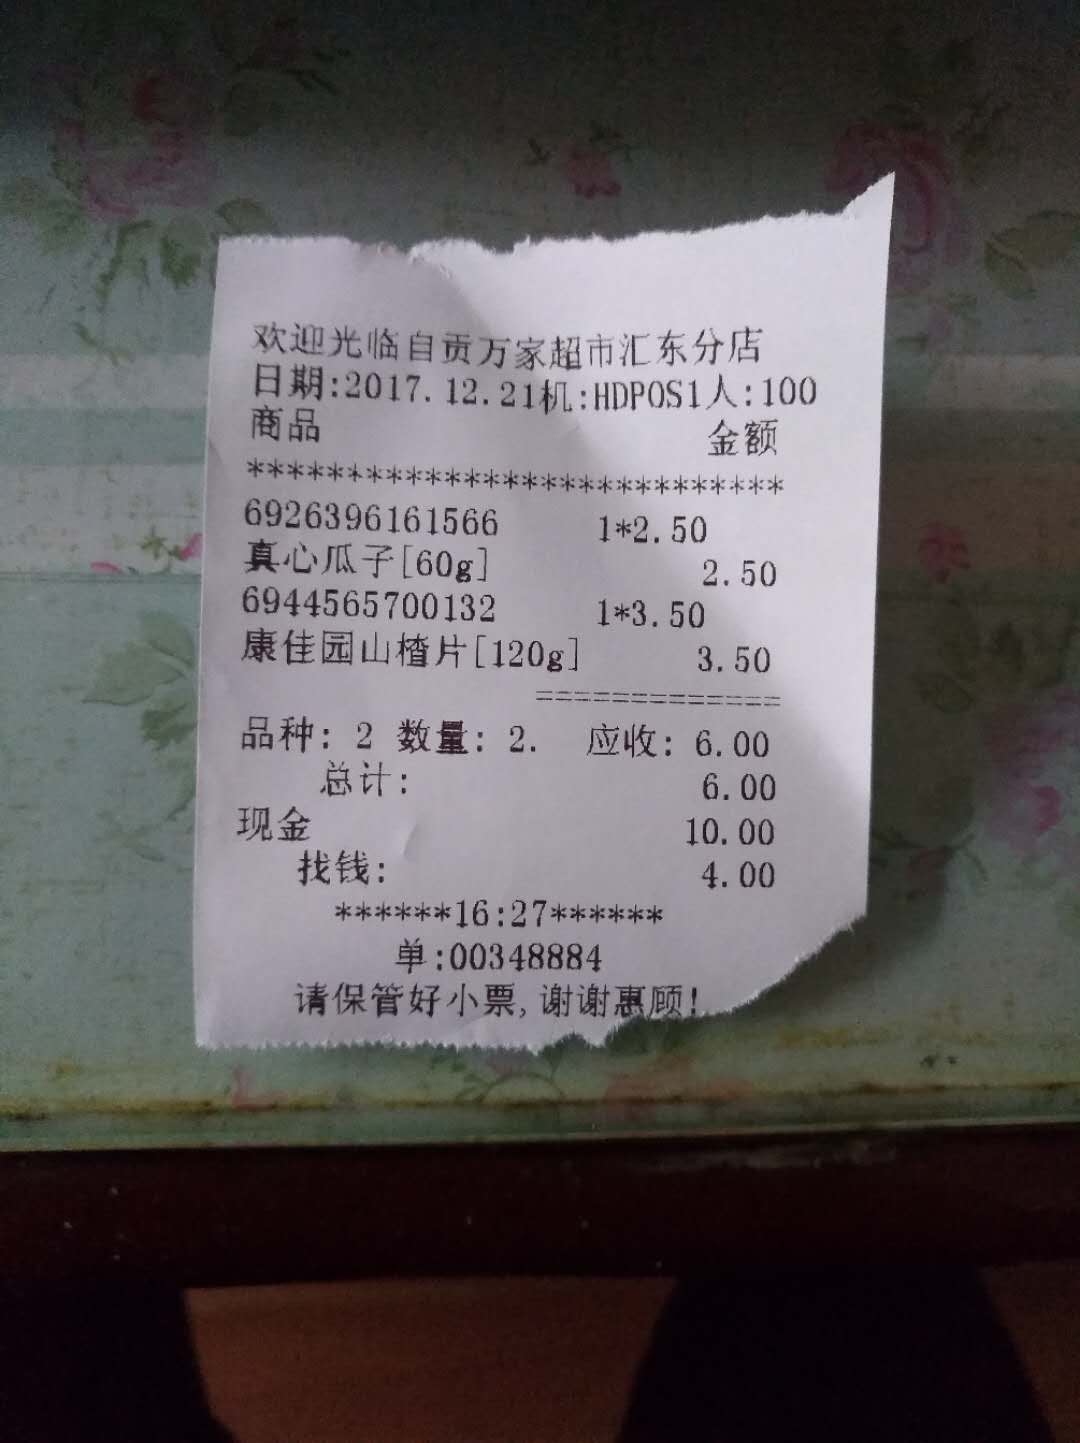 欢迎光临自贡万家超市汇东分店
日期:2017.12.21机:HDPOS1人:100
商品 金额
****************************
6926396161566 1*2.50
真心瓜子[60g] 2.50
6944565700132 1*3.50
康佳园山楂片[120g] 3.50
=============
品种: 2 数量: 2. 应收: 6.00
总计: 6.00
现金 10.00
找钱: 4.00
******16:27******
单:00348884
请保管好小票,谢谢惠顾!